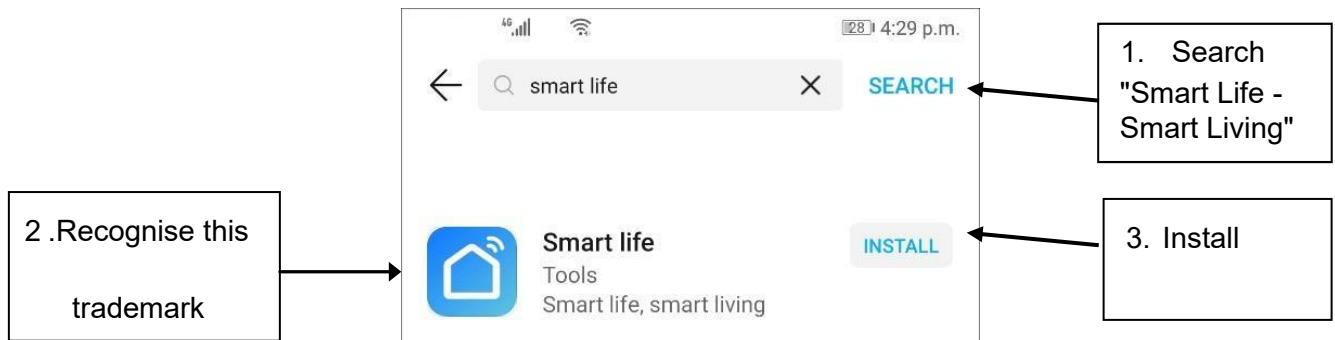 4G 28 4:29 p.m.
smart life SEARCH
1. Search
"Smart Life -
Smart Living"
2 .Recognise this
trademark
Smart life
Tools
Smart life, smart living
INSTALL
3. Install